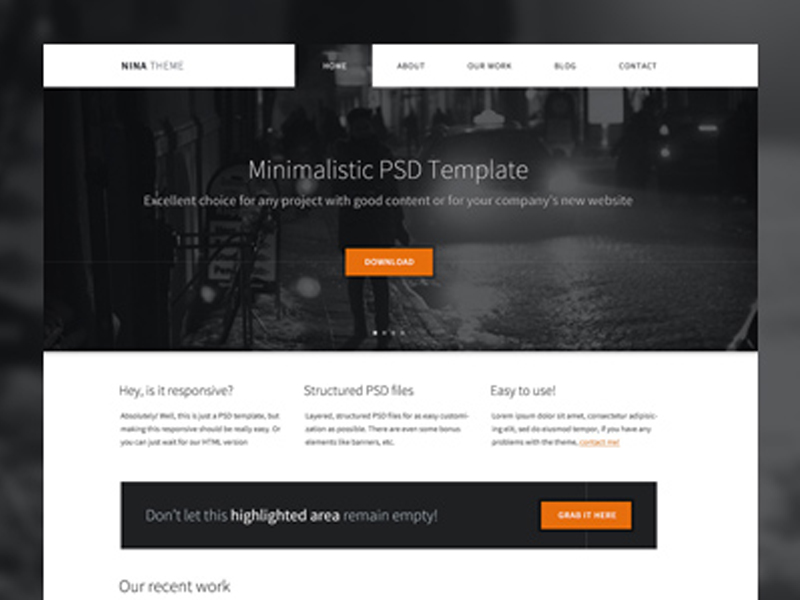 NINA THEME
HOME
ABOUT
OUR WORK
BLOG
CONTACT
Minimalistic PSD Template
Excellent choice for any project with good content or for your company's new website
DOWNLOAD
Hey, is it responsive?
Absolutely! Well, this is just a PSD template, but
making this responsive should be really easy. Or
you can just wait for our HTML version
Structured PSD files
Layered, structured PSD files for as easy customi-
zation as possible. There are even some bonus
elements like banners, etc.
Easy to use!
Lorem ipsum dolor sit amet, consectetur adipisic-
ing elit, sed do eiusmod tempor, if you have any
problems with the theme, contact me!
Don't let this highlighted area remain empty!
GRAB IT HERE
Our recent work